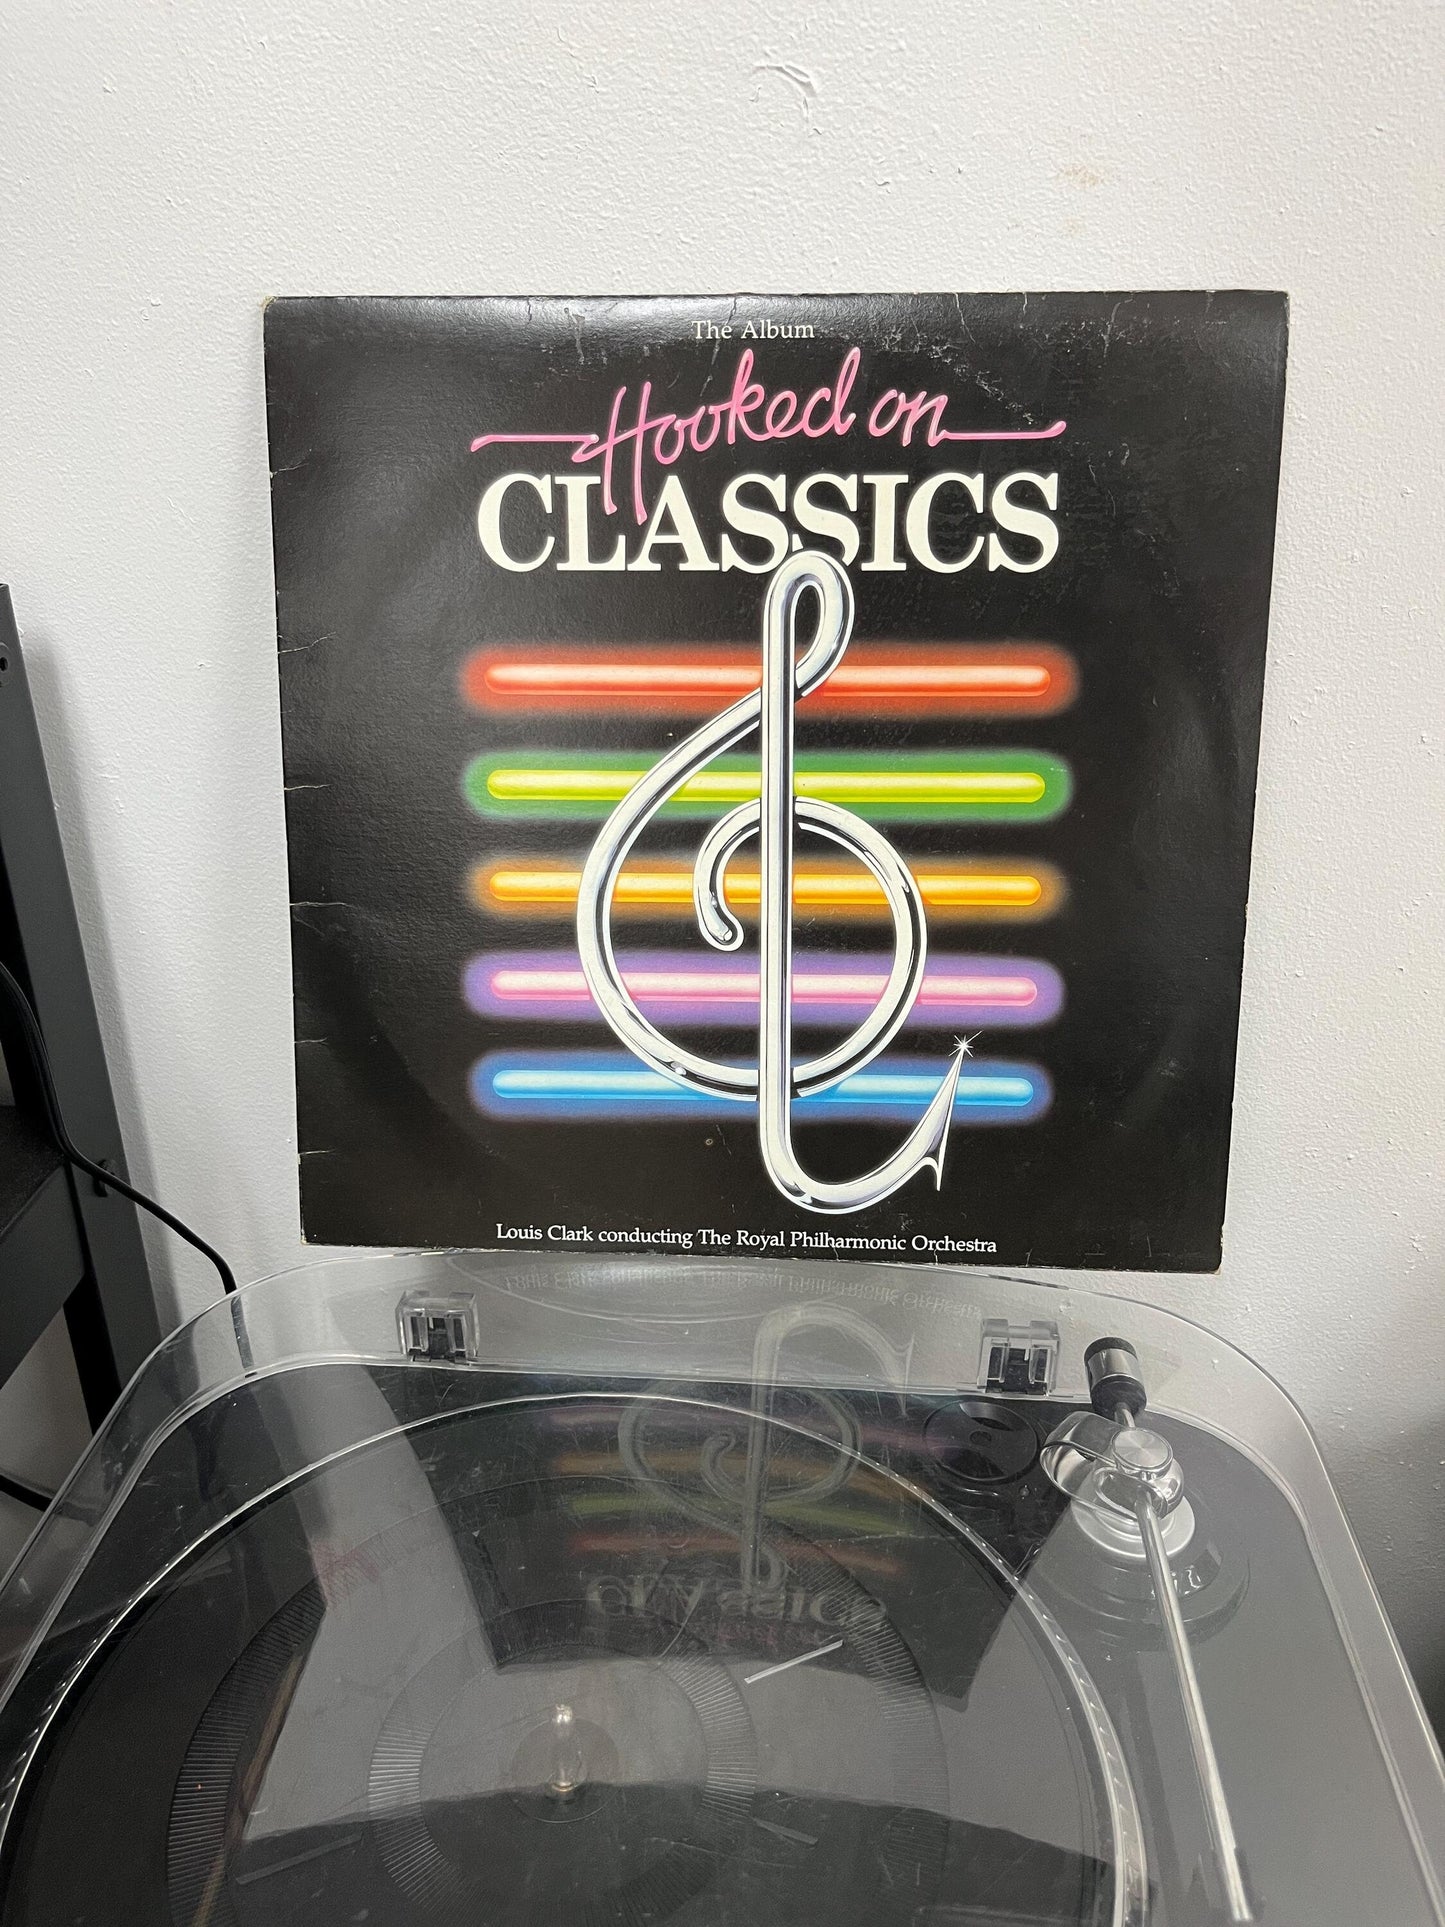 The Album
Hooked on
CLASSICS
Louis Clark conducting The Royal Philharmonic Orchestra